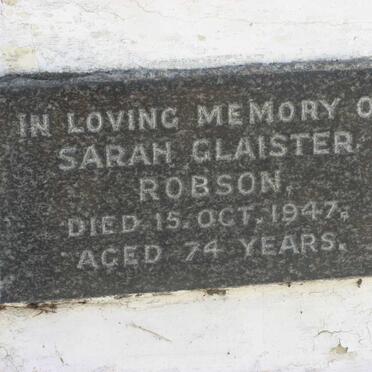 IN LOVING MEMORY O
SARAH GLAISTER
ROBSON,
DIED 15. OCT. 1947.
AGED 74 YEARS.